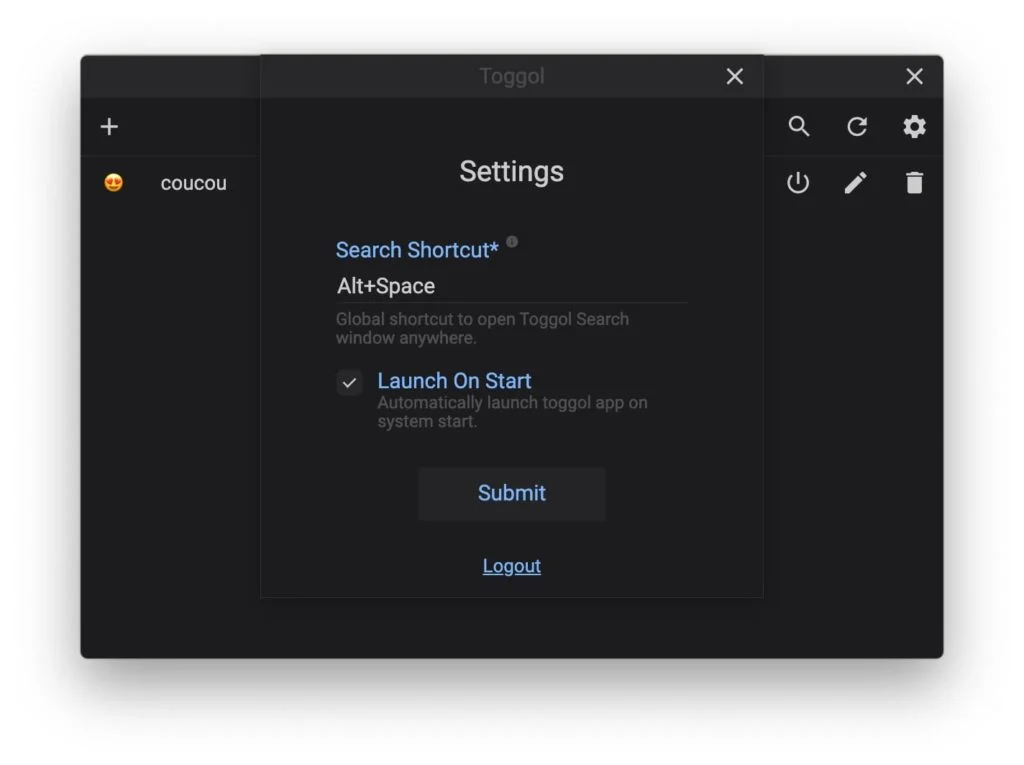 Toggol
coucou
Settings
Search Shortcut*
Alt+Space
Global shortcut to open Toggol Search
window anywhere.
Launch On Start
Automatically launch toggol app on
system start.
Submit
Logout